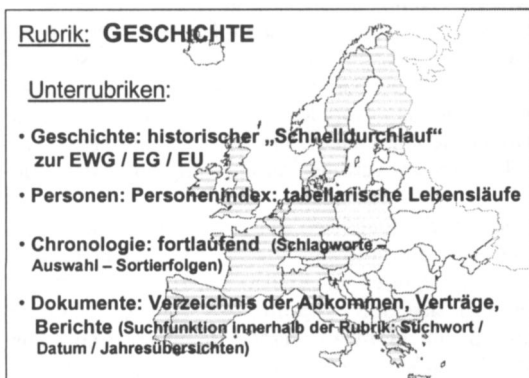 Rubrik: GESCHICHTE
Unterrubriken:
• Geschichte: historischer „Schnelldurchlauf“
zur EWG / EG / EU
• Personen: Personenindex: tabellarische Lebensläufe
• Chronologie: fortlaufend (Schlagworte –
Auswahl – Sortierfolgen)
• Dokumente: Verzeichnis der Abkommen, Verträge,
Berichte (Suchfunktion innerhalb der Rubrik: Stichwort /
Datum / Jahresübersichten)